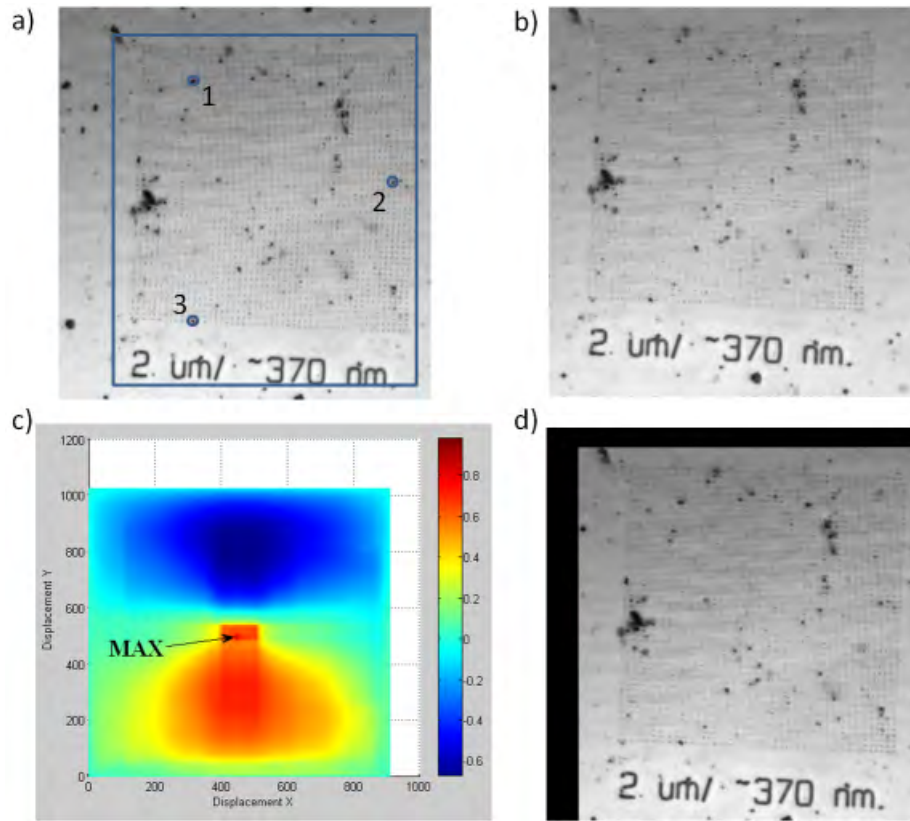 a)
1
2
3
2 um/ ~370 nm.
b)
2 um/ ~370 nm.
c)
1200
1000
800
600
400
200
0
Displacement Y
0 200 400 600 800 1000
Displacement X
MAX
0.8
0.6
0.4
0.2
0
-0.2
-0.4
-0.6
d)
2 um/ ~370 nm.